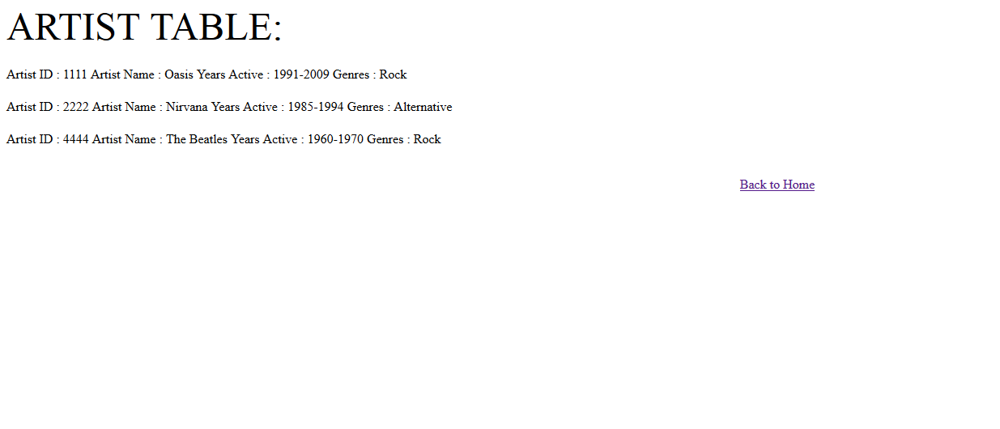 ARTIST TABLE:
Artist ID : 1111 Artist Name : Oasis Years Active : 1991-2009 Genres : Rock
Artist ID : 2222 Artist Name : Nirvana Years Active : 1985-1994 Genres : Alternative
Artist ID : 4444 Artist Name : The Beatles Years Active : 1960-1970 Genres : Rock
Back to Home